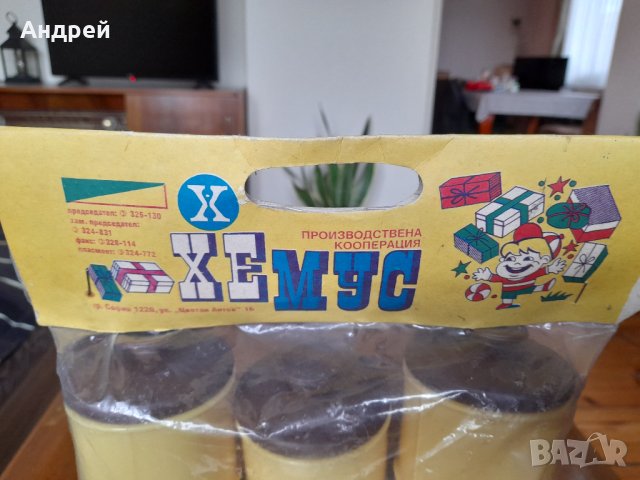 Андрей
председател: ☎ 325-130
зам. председател:
☎ 324-831
факс: ☎ 328-114
пласмент: ☎ 324-772
X
ПРОИЗВОДСТВЕНА
КООПЕРАЦИЯ
ХЕМУС
гр. София 1220, ул. "Цветан Антов" 16
BAZAR